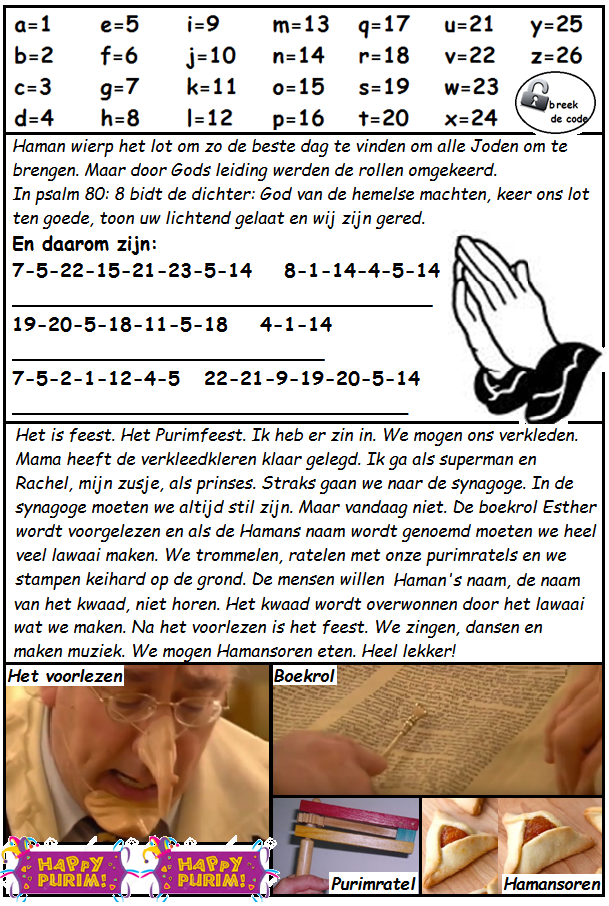 a=1 e=5 i=9 m=13 q=17 u=21 y=25
b=2 f=6 j=10 n=14 r=18 v=22 z=26
c=3 g=7 k=11 o=15 s=19 w=23
d=4 h=8 l=12 p=16 t=20 x=24
breek
de code
Haman wierp het lot om zo de beste dag te vinden om alle Joden om te
brengen. Maar door Gods leiding werden de rollen omgekeerd.
In psalm 80: 8 bidt de dichter: God van de hemelse machten, keer ons lot
ten goede, toon uw lichtend gelaat en wij zijn gered.
En daarom zijn:
7-5-22-15-21-23-5-14 8-1-14-4-5-14
19-20-5-18-11-5-18 4-1-14
7-5-2-1-12-4-5 22-21-9-19-20-5-14
Het is feest. Het Purimfeest. Ik heb er zin in. We mogen ons verkleden.
Mama heeft de verkleedkleren klaar gelegd. Ik ga als superman en
Rachel, mijn zusje, als prinses. Straks gaan we naar de synagoge. In de
synagoge moeten we altijd stil zijn. Maar vandaag niet. De boekrol Esther
wordt voorgelezen en als de Hamans naam wordt genoemd moeten we heel
veel lawaai maken. We trommelen, ratelen met onze purimratels en we
stampen keihard op de grond. De mensen willen Haman's naam, de naam
van het kwaad, niet horen. Het kwaad wordt overwonnen door het lawaai
wat we maken. Na het voorlezen is het feest. We zingen, dansen en
maken muziek. We mogen Hamansoren eten. Heel lekker!
Het voorlezen
Boekrol
HAPPY
PURIM!
HAPPY
PURIM!
Purimratel
Hamansoren